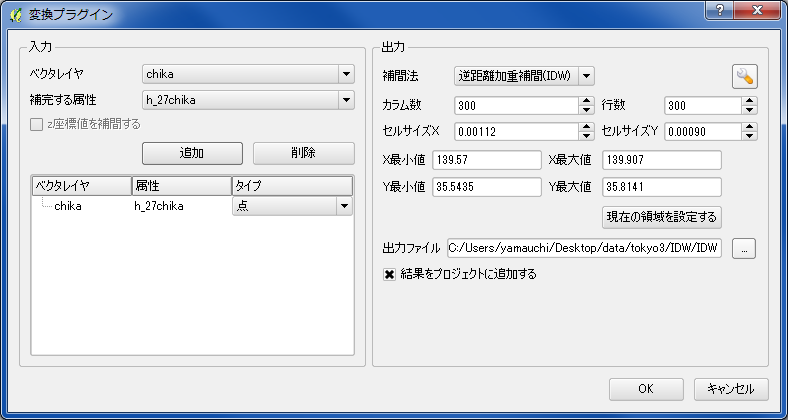 変換プラグイン
入力
ベクタレイヤ chika
補完する属性 h_27chika
z座標値を補間する
追加 削除
ベクタレイヤ 属性 タイプ
chika h_27chika 点
出力
補間法 逆距離加重補間(IDW)
カラム数 300 行数 300
セルサイズX 0.00112 セルサイズY 0.00090
X最小値 139.57 X最大値 139.907
Y最小値 35.5435 Y最大値 35.8141
現在の領域を設定する
出力ファイル C:/Users/yamauchi/Desktop/data/tokyo3/IDW/IDW ...
結果をプロジェクトに追加する
OK キャンセル